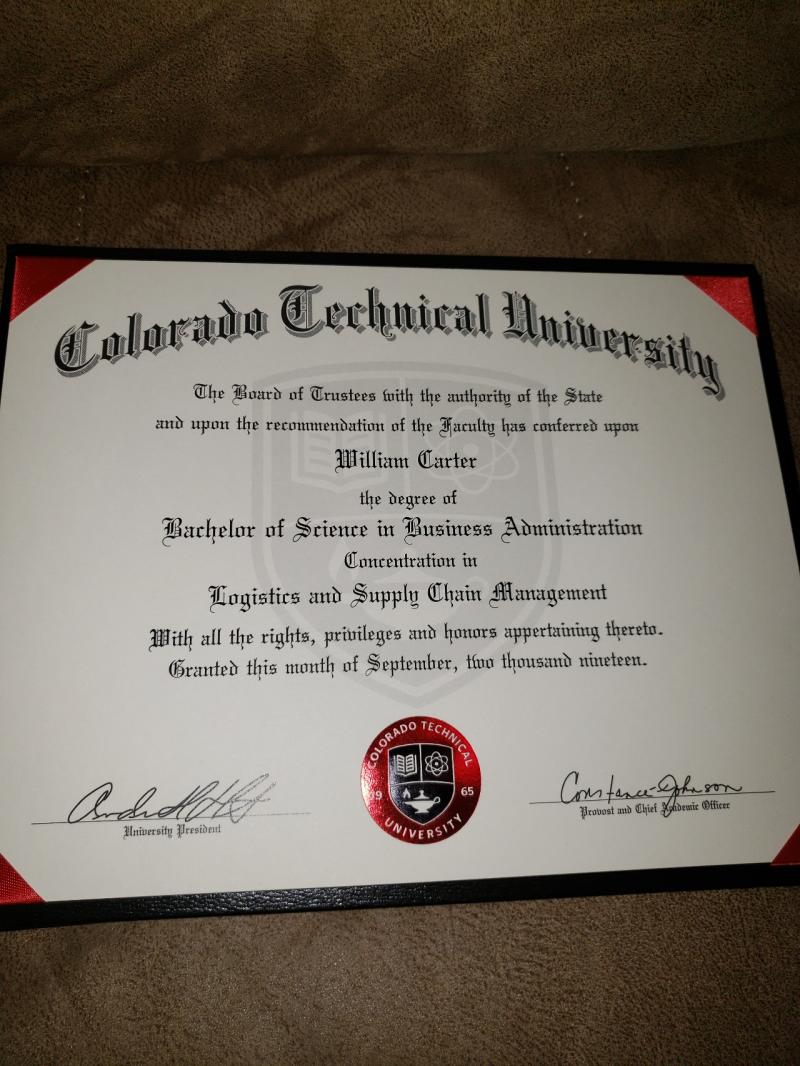 Colorado Technical University
The Board of Trustees with the authority of the State
and upon the recommendation of the Faculty has conferred upon
William Carter
the degree of
Bachelor of Science in Business Administration
Concentration in
Logistics and Supply Chain Management
With all the rights, privileges and honors appertaining thereto.
Granted this month of September, two thousand nineteen.
COLORADO TECHNICAL
19 65
UNIVERSITY
University President
Constance Johnson
Provost and Chief Academic Officer